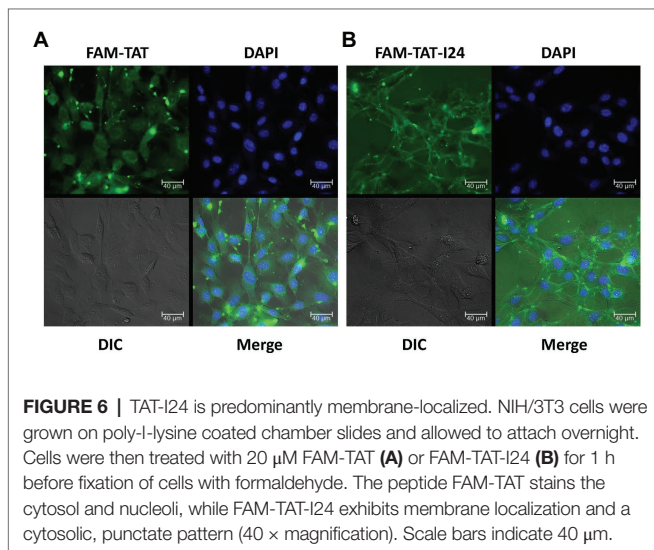 A
B
FAM-TAT
DAPI
FAM-TAT-I24
DAPI
40 µm
40 µm
40 µm
40 µm
40 µm
40 µm
40 µm
40 µm
DIC
Merge
DIC
Merge
FIGURE 6 | TAT-I24 is predominantly membrane-localized. NIH/3T3 cells were
grown on poly-l-lysine coated chamber slides and allowed to attach overnight.
Cells were then treated with 20 μM FAM-TAT (A) or FAM-TAT-I24 (B) for 1 h
before fixation of cells with formaldehyde. The peptide FAM-TAT stains the
cytosol and nucleoli, while FAM-TAT-I24 exhibits membrane localization and a
cytosolic, punctate pattern (40 × magnification). Scale bars indicate 40 μm.